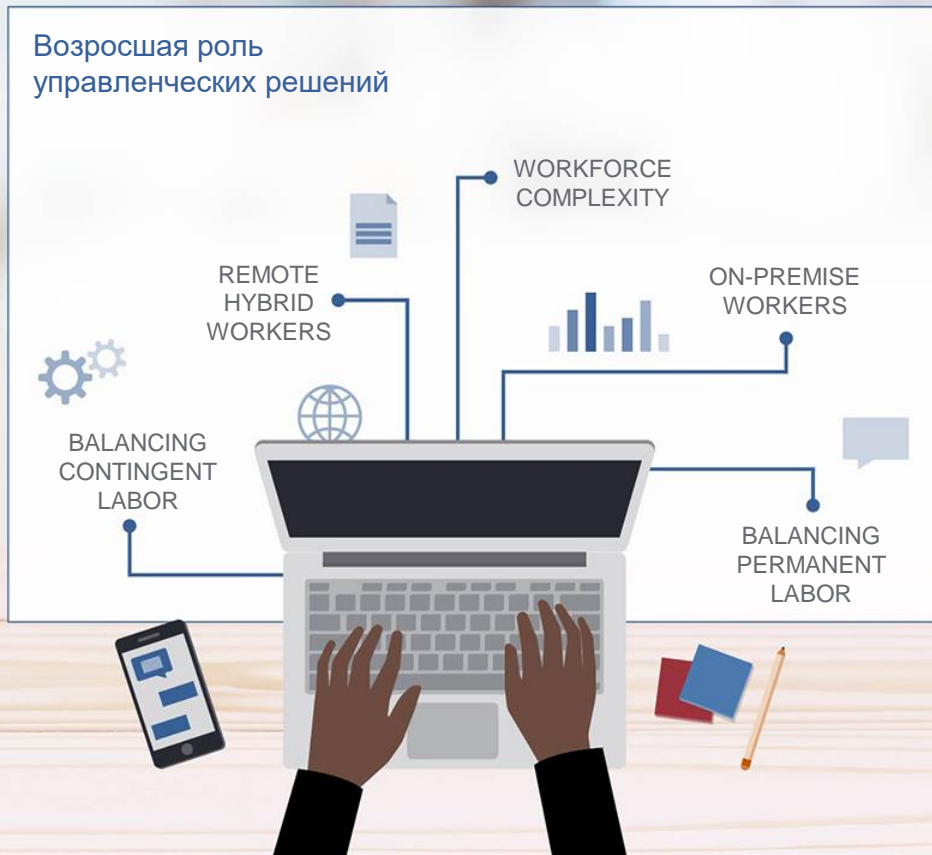 Возросшая роль
управленческих решений
WORKFORCE
COMPLEXITY
REMOTE
HYBRID
WORKERS
ON-PREMISE
WORKERS
BALANCING
CONTINGENT
LABOR
BALANCING
PERMANENT
LABOR